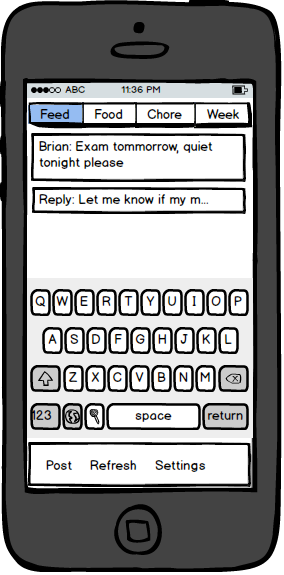 ABC 11:36 PM
Feed Food Chore Week
Brian: Exam tommorrow, quiet
tonight please
Reply: Let me know if my m...
Q W E R T Y U I O P
A S D F G H J K L
Z X C V B N M
123 space return
Post Refresh Settings